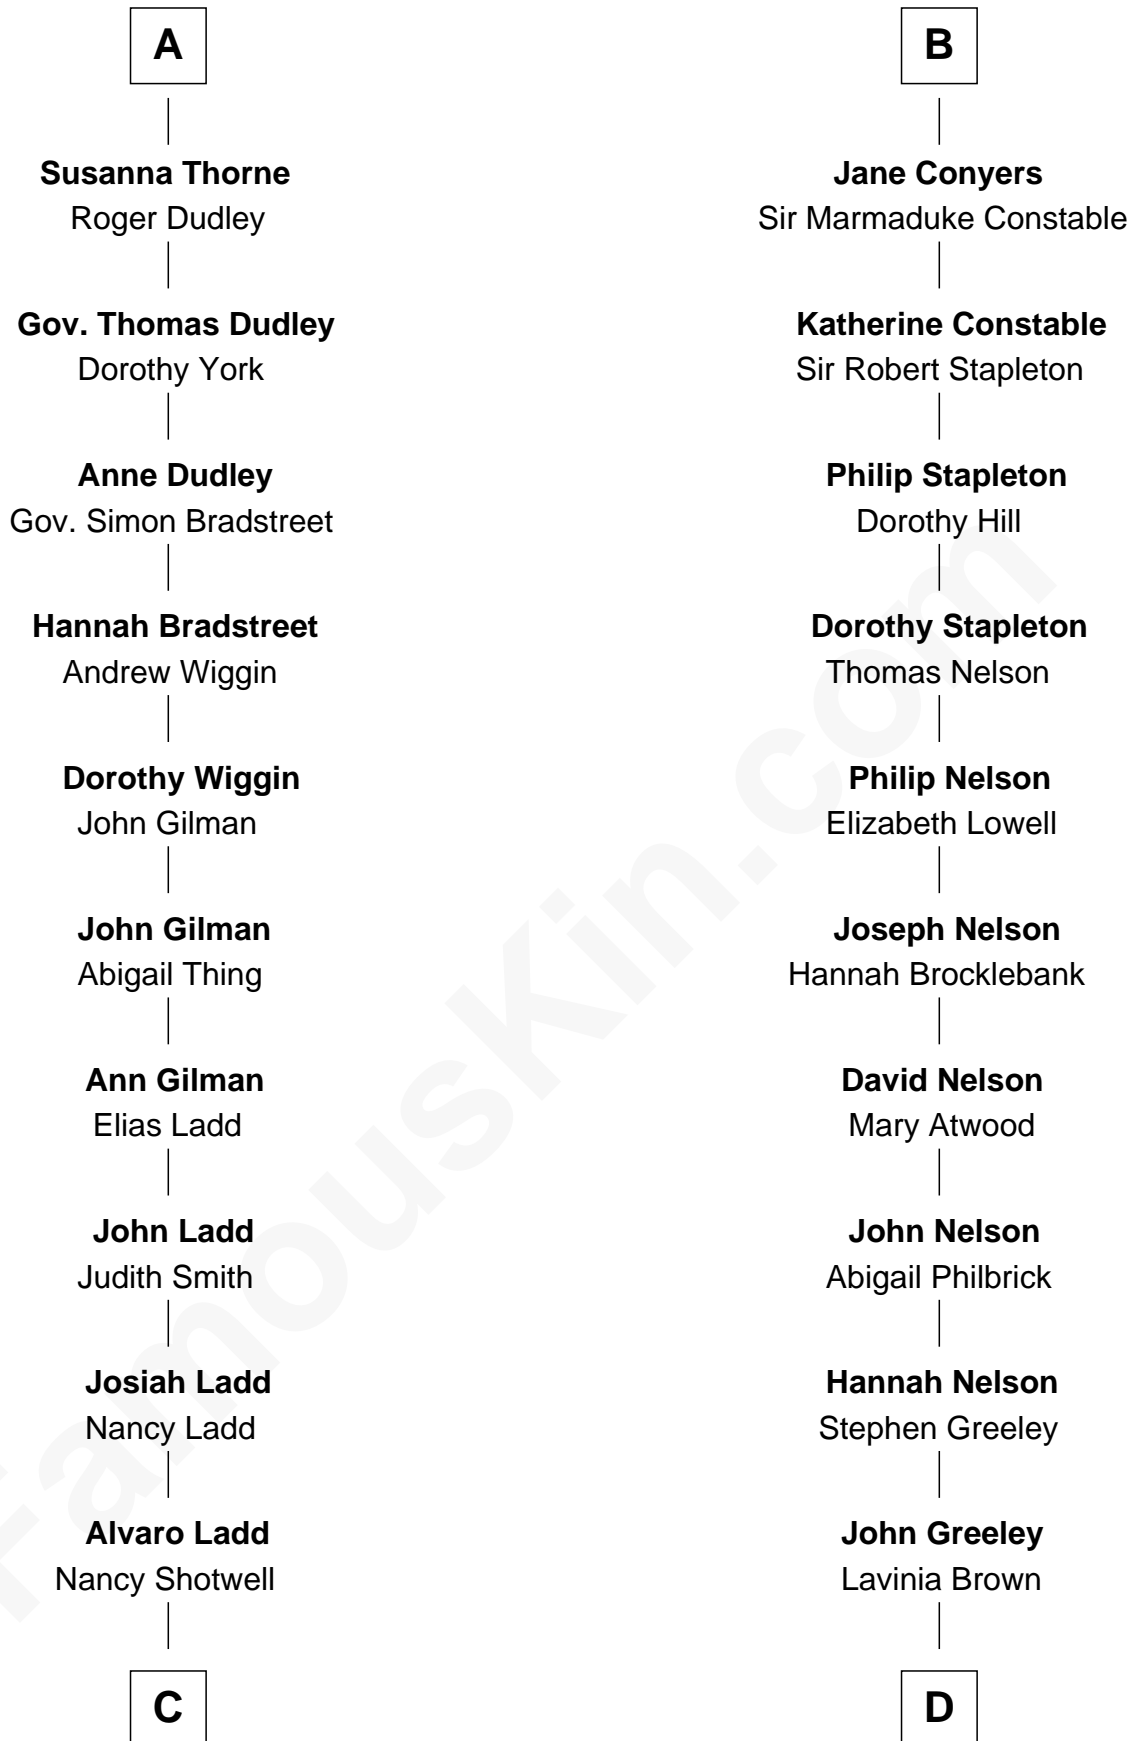 A
Susanna Thorne
Roger Dudley
Gov. Thomas Dudley
Dorothy York
Anne Dudley
Gov. Simon Bradstreet
Hannah Bradstreet
Andrew Wiggin
Dorothy Wiggin
John Gilman
John Gilman
Abigail Thing
Ann Gilman
Elias Ladd
John Ladd
Judith Smith
Josiah Ladd
Nancy Ladd
Alvaro Ladd
Nancy Shotwell
C
B
Jane Conyers
Sir Marmaduke Constable
Katherine Constable
Sir Robert Stapleton
Philip Stapleton
Dorothy Hill
Dorothy Stapleton
Thomas Nelson
Philip Nelson
Elizabeth Lowell
Joseph Nelson
Hannah Brocklebank
David Nelson
Mary Atwood
John Nelson
Abigail Philbrick
Hannah Nelson
Stephen Greeley
John Greeley
Lavinia Brown
D
FamousKin.com